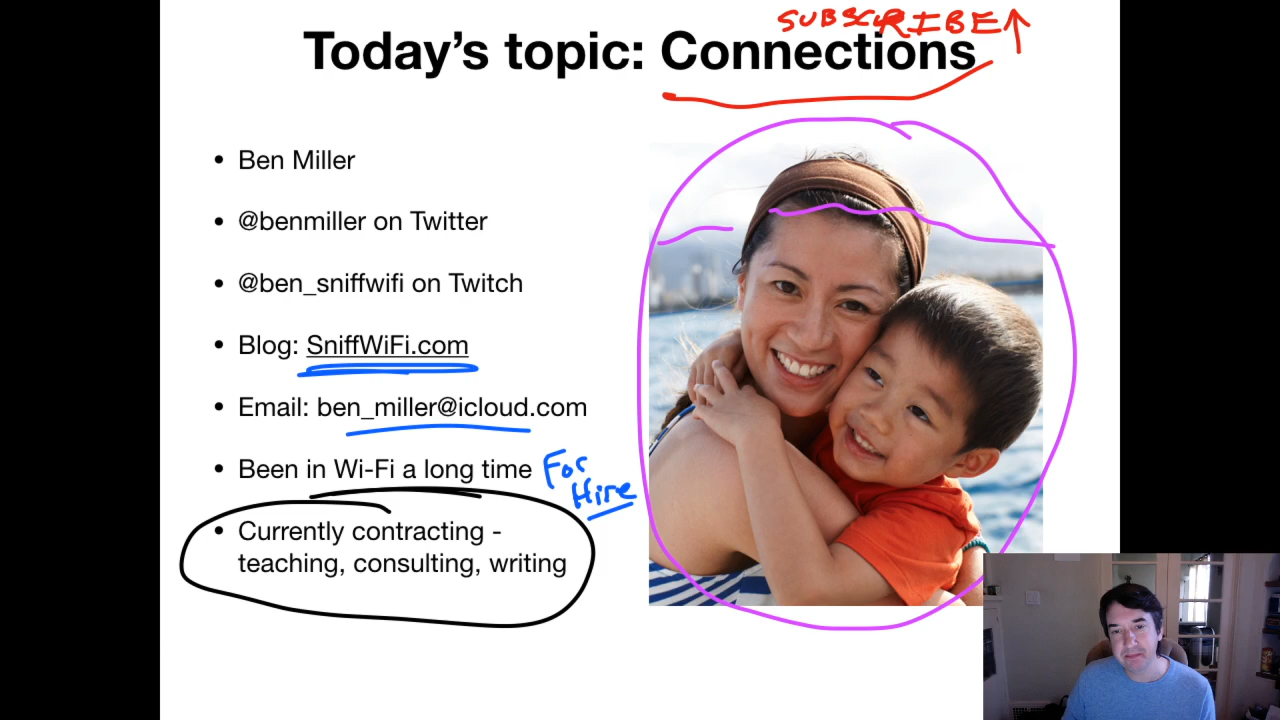 SUBSCRIBE↑
Today’s topic: Connections
• Ben Miller
• @benmiller on Twitter
• @ben_sniffwifi on Twitch
• Blog: SniffWiFi.com
• Email: ben_miller@icloud.com
• Been in Wi-Fi a long time
For
Hire
• Currently contracting -
teaching, consulting, writing